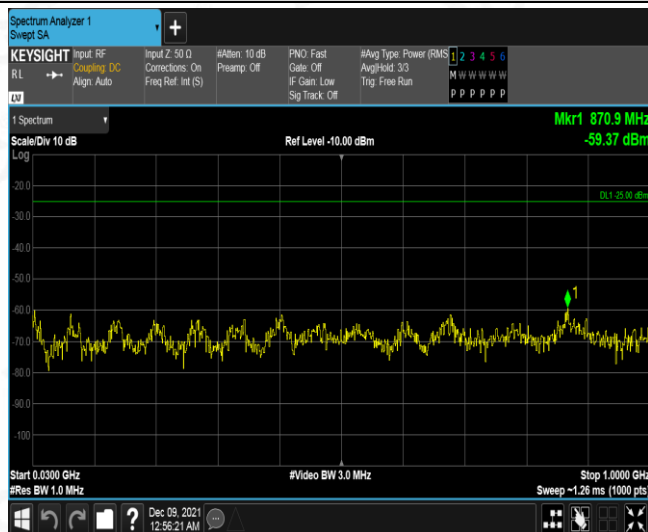 Spectrum Analyzer 1
Swept SA
KEYSIGHT Input: RF Input Z: 50 Ω #Atten: 10 dB PNO: Fast #Avg Type: Power (RMS 1 2 3 4 5 6
RL Coupling: DC Corrections: On Preamp: Off Gate: Off Avg|Hold: 3/3 M W W W W W
Align: Auto Freq Ref: Int (S) IF Gain: Low Trig: Free Run
LXI Sig Track: Off P P P P P P
1 Spectrum Mkr1 870.9 MHz
Scale/Div 10 dB Ref Level -10.00 dBm -59.37 dBm
Log
-20.0
DL1 -25.00 dBm
-30.0
-40.0
-50.0
1
-60.0
-70.0
-80.0
-90.0
-100
Start 0.0300 GHz #Video BW 3.0 MHz Stop 1.0000 GHz
#Res BW 1.0 MHz Sweep ~1.26 ms (1000 pts)
? Dec 09, 2021
12:56:21 AM